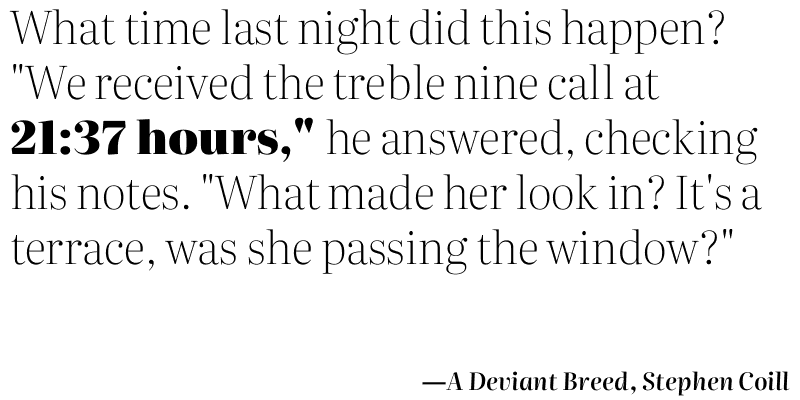 What time last night did this happen?
"We received the treble nine call at
21:37 hours," he answered, checking
his notes. "What made her look in? It's a
terrace, was she passing the window?"
—A Deviant Breed, Stephen Coill